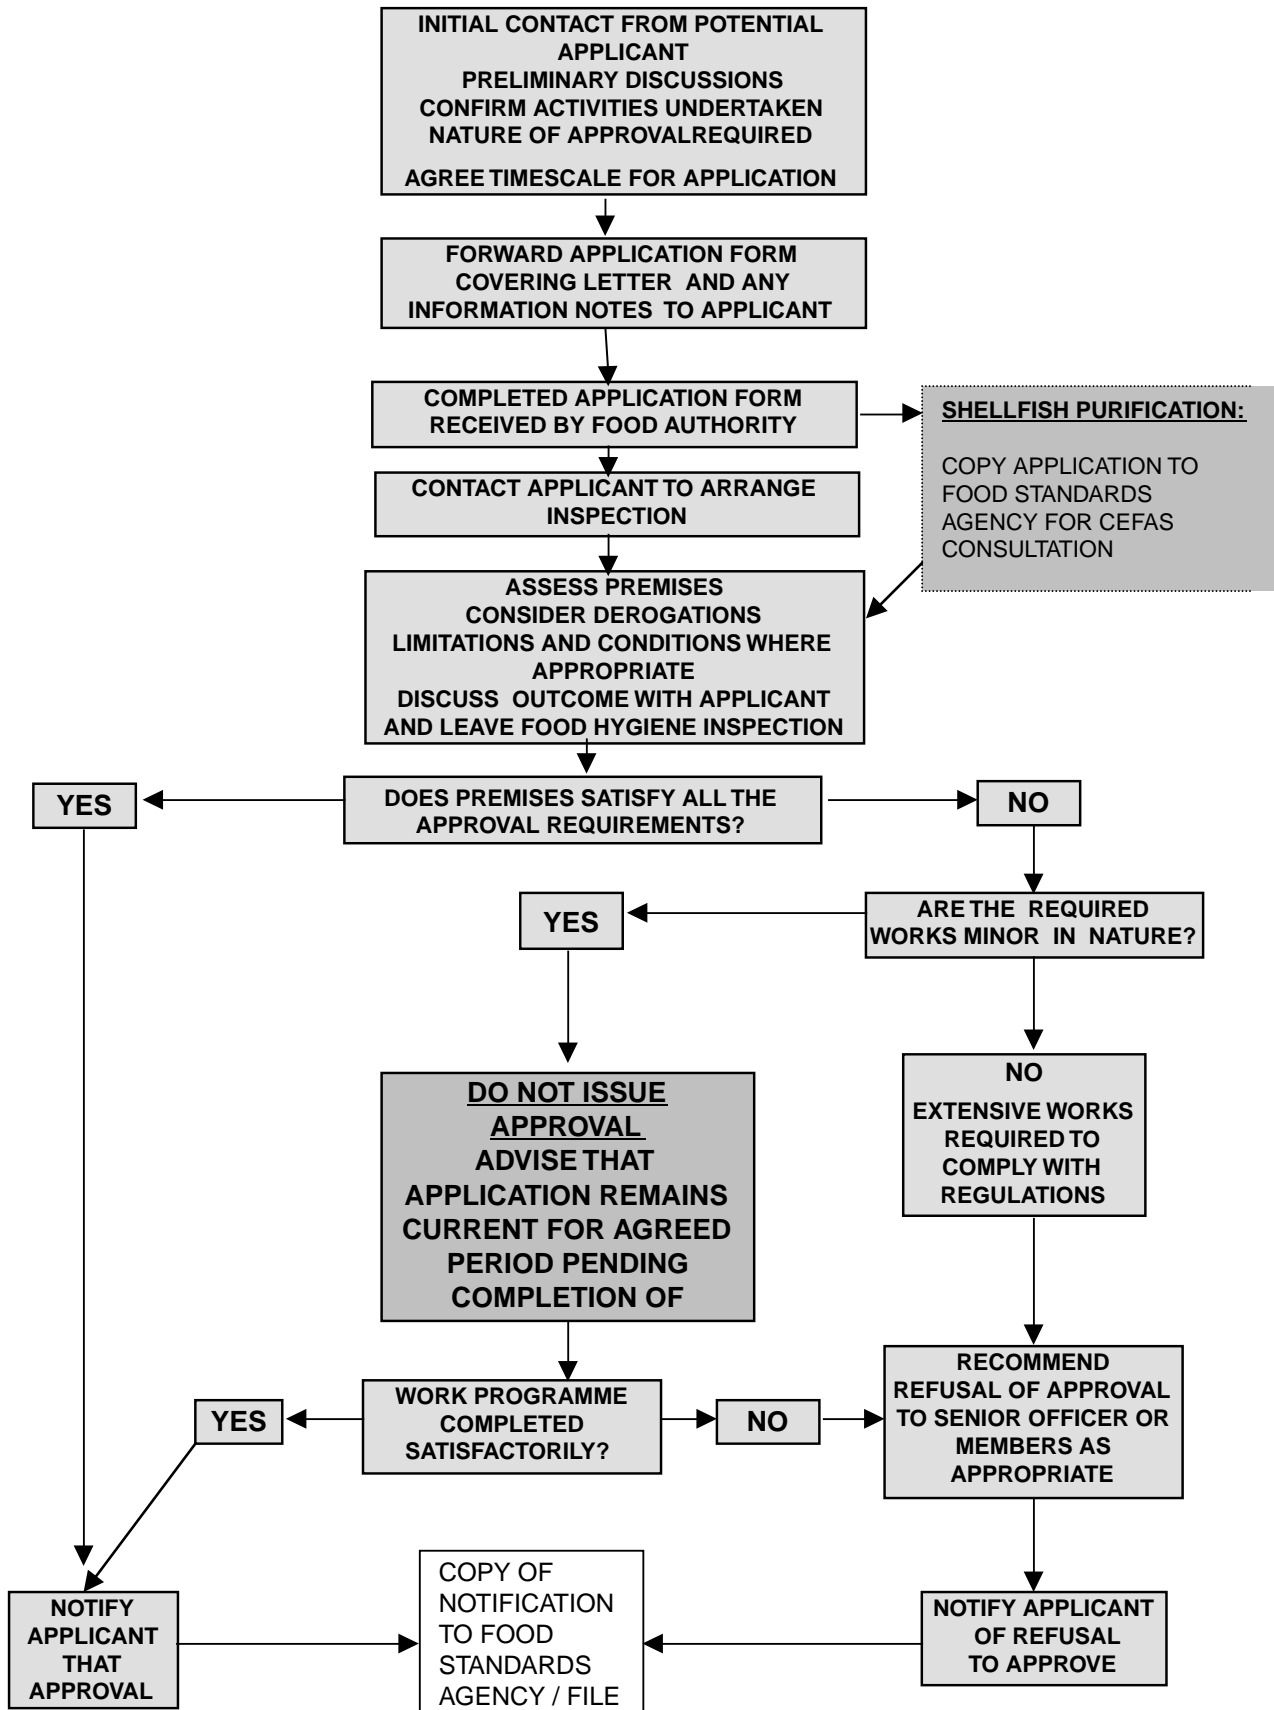 INITIAL CONTACT FROM POTENTIAL
APPLICANT
PRELIMINARY DISCUSSIONS
CONFIRM ACTIVITIES UNDERTAKEN
NATURE OF APPROVALREQUIRED
AGREE TIMESCALE FOR APPLICATION
FORWARD APPLICATION FORM
COVERING LETTER AND ANY
INFORMATION NOTES TO APPLICANT
COMPLETED APPLICATION FORM
RECEIVED BY FOOD AUTHORITY
SHELLFISH PURIFICATION:
COPY APPLICATION TO
FOOD STANDARDS
AGENCY FOR CEFAS
CONSULTATION
CONTACT APPLICANT TO ARRANGE
INSPECTION
ASSESS PREMISES
CONSIDER DEROGATIONS
LIMITATIONS AND CONDITIONS WHERE
APPROPRIATE
DISCUSS OUTCOME WITH APPLICANT
AND LEAVE FOOD HYGIENE INSPECTION
YES
DOES PREMISES SATISFY ALL THE
APPROVAL REQUIREMENTS?
NO
YES
ARE THE REQUIRED
WORKS MINOR IN NATURE?
DO NOT ISSUE
APPROVAL
ADVISE THAT
APPLICATION REMAINS
CURRENT FOR AGREED
PERIOD PENDING
COMPLETION OF
NO
EXTENSIVE WORKS
REQUIRED TO
COMPLY WITH
REGULATIONS
YES
WORK PROGRAMME
COMPLETED
SATISFACTORILY?
NO
RECOMMEND
REFUSAL OF APPROVAL
TO SENIOR OFFICER OR
MEMBERS AS
APPROPRIATE
NOTIFY
APPLICANT
THAT
APPROVAL
COPY OF
NOTIFICATION
TO FOOD
STANDARDS
AGENCY / FILE
NOTIFY APPLICANT
OF REFUSAL
TO APPROVE